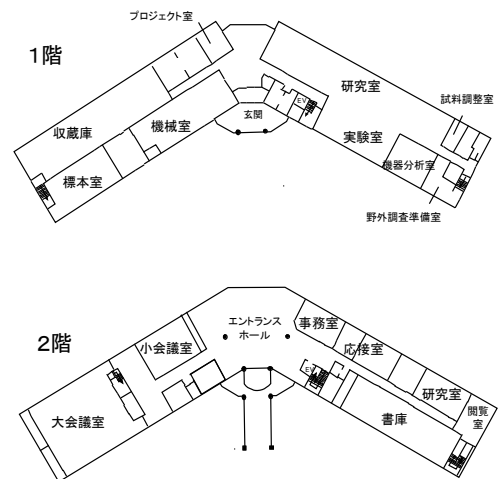 プロジェクト室
1階
研究室
EV
試料調整室
玄関
機械室
収蔵庫
実験室
機器分析室
標本室
野外調査準備室
エントランス
ホール
事務室
2階
小会議室
応接室
EV
研究室
閲覧
室
大会議室
書庫